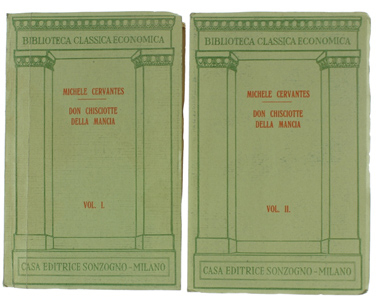 BIBLIOTECA CLASSICA ECONOMICA
MICHELE CERVANTES
DON CHISCIOTTE
DELLA MANCIA
VOL. I.
CASA EDITRICE SONZOGNO-MILANO
BIBLIOTECA CLASSICA ECONOMICA
MICHELE CERVANTES
DON CHISCIOTTE
DELLA MANCIA
VOL. II.
CASA EDITRICE SONZOGNO-MILANO